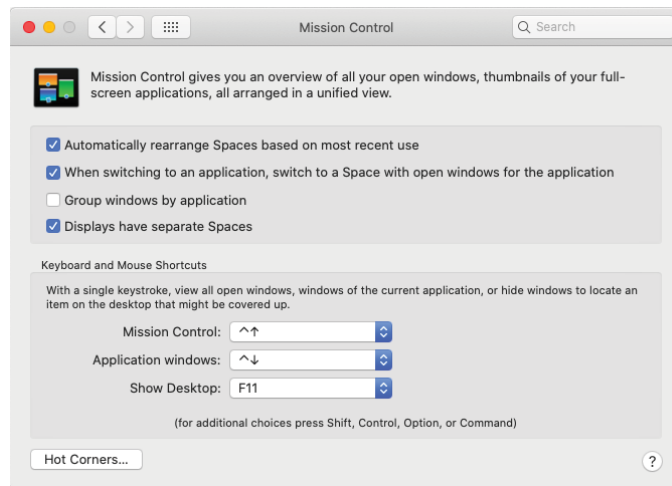 Mission Control
Search
Mission Control gives you an overview of all your open windows, thumbnails of your full-
screen applications, all arranged in a unified view.
Automatically rearrange Spaces based on most recent use
When switching to an application, switch to a Space with open windows for the application
Group windows by application
Displays have separate Spaces
Keyboard and Mouse Shortcuts
With a single keystroke, view all open windows, windows of the current application, or hide windows to locate an
item on the desktop that might be covered up.
Mission Control: ^↑
Application windows: ^↓
Show Desktop: F11
(for additional choices press Shift, Control, Option, or Command)
Hot Corners... ?